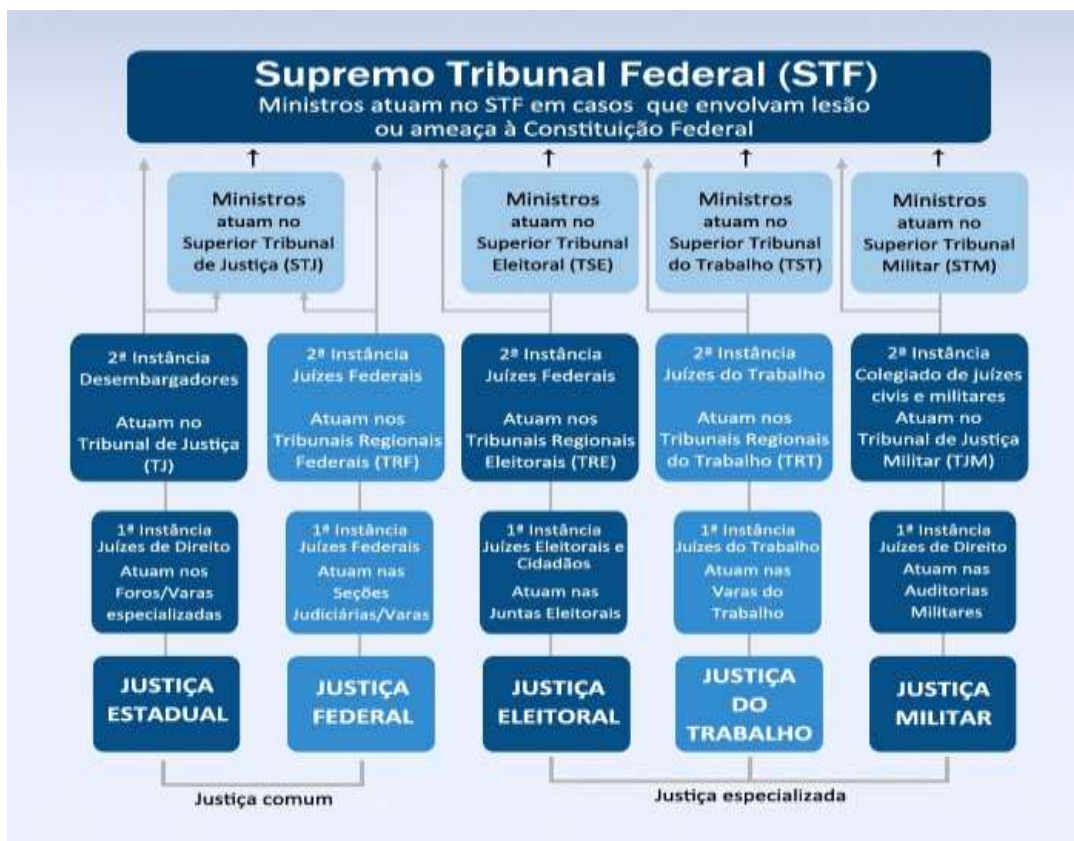 Supremo Tribunal Federal (STF)
Ministros atuam no STF em casos que envolvam lesão
ou ameaça à Constituição Federal
Ministros
atuam no
Superior Tribunal
de Justiça (STJ)
Ministros
atuam no
Superior Tribunal
Eleitoral (TSE)
Ministros
atuam no
Superior Tribunal
do Trabalho (TST)
Ministros
atuam no
Superior Tribunal
Militar (STM)
2ª Instância
Desembargadores
Atuam no
Tribunal de Justiça
(TJ)
2ª Instância
Juízes Federais
Atuam nos
Tribunais Regionais
Federais (TRF)
2ª Instância
Juízes Federais
Atuam nos
Tribunais Regionais
Eleitorais (TRE)
2ª Instância
Juízes do Trabalho
Atuam nos
Tribunais Regionais
do Trabalho (TRT)
2ª Instância
Colegiado de juízes
civis e militares
Atuam no
Tribunal de Justiça
Militar (TJM)
1ª Instância
Juízes de Direito
Atuam nos
Foros/Varas
especializadas
1ª Instância
Juízes Federais
Atuam nas
Seções
Judiciárias/Varas
1ª Instância
Juízes Eleitorais e
Cidadãos
Atuam nas
Juntas Eleitorais
1ª Instância
Juízes do Trabalho
Atuam nas
Varas do
Trabalho
1ª Instância
Juízes de Direito
Atuam nas
Auditorias
Militares
JUSTIÇA
ESTADUAL
JUSTIÇA
FEDERAL
JUSTIÇA
ELEITORAL
JUSTIÇA
DO
TRABALHO
JUSTIÇA
MILITAR
Justiça comum
Justiça especializada